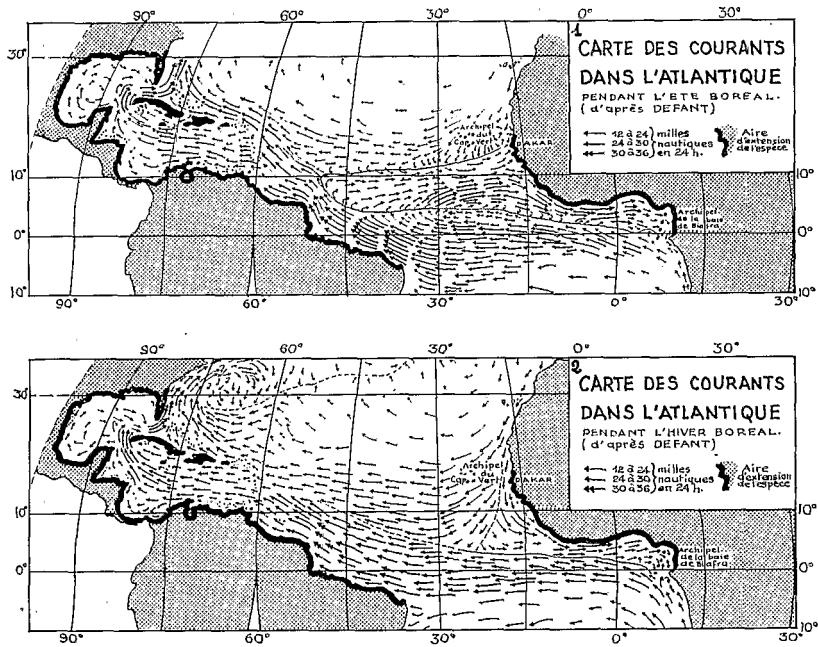 90° 60° 30° 0°
1
CARTE DES COURANTS
DANS L'ATLANTIQUE
PENDANT L'ETE BOREAL.
(d'après DEFANT)
12 à 24 milles
24 à 30 nautiques
30 à 36 en 24 h.
Aire
d'extension
de l'espèce
30°
Archipel
du
Cap-Vert
DAKAR
10° 10°
Archipel
de la baie
de Biafra
0° 0°
10°
90° 60° 30° 0° 30°
90° 60° 30° 0° 30°
2
CARTE DES COURANTS
DANS L'ATLANTIQUE
PENDANT L'HIVER BOREAL.
(d'après DEFANT)
12 à 24 milles
24 à 30 nautiques
30 à 36 en 24 h.
Aire
d'extension
de l'espèce
30°
Archipel
du
Cap-Vert
DAKAR
10° 10°
Archipel
de la baie
de Biafra
0° 0°
10°
90° 60° 30° 0°